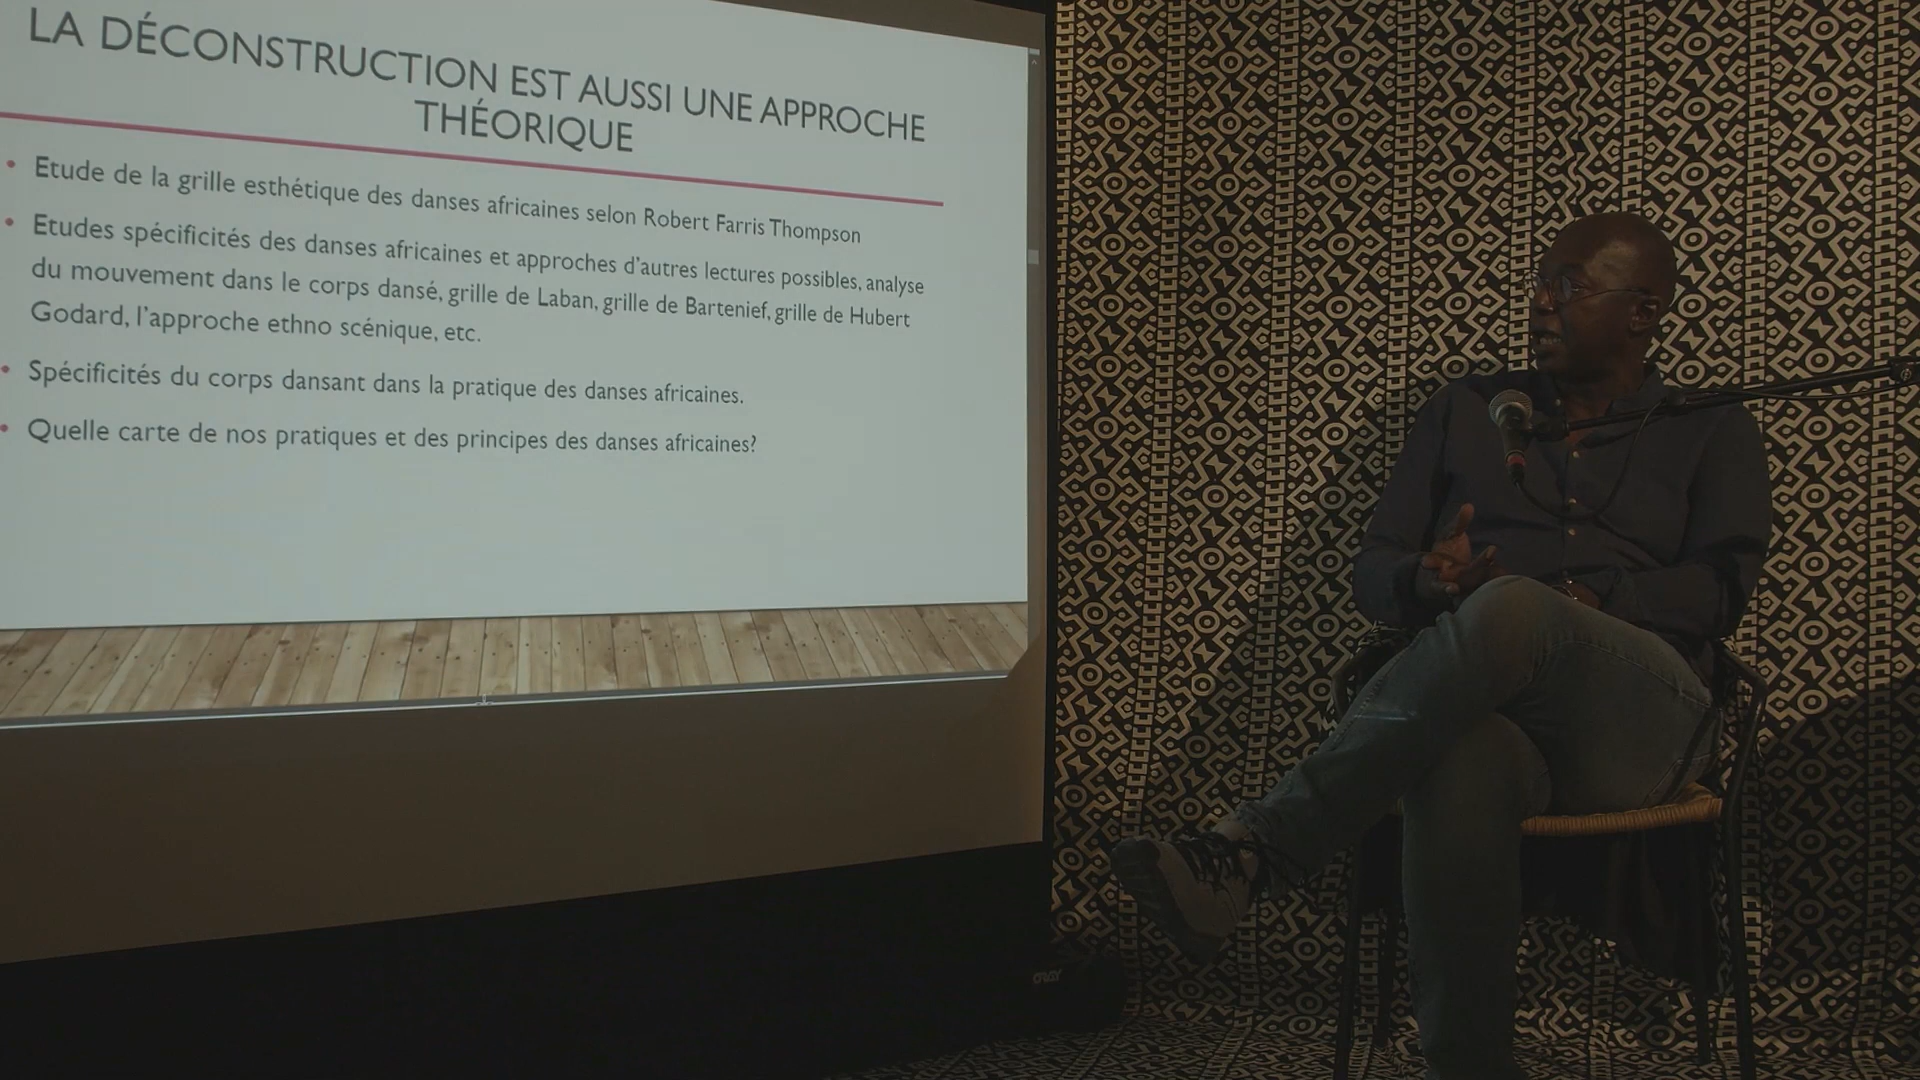 LA DÉCONSTRUCTION EST AUSSI UNE APPROCHE
THÉORIQUE
• Etude de la grille esthétique des danses africaines selon Robert Farris Thompson
• Etudes spécificités des danses africaines et approches d'autres lectures possibles, analyse
du mouvement dans le corps dansé, grille de Laban, grille de Bartenief, grille de Hubert
Godard, l'approche ethno scénique, etc.
• Spécificités du corps dansant dans la pratique des danses africaines.
• Quelle carte de nos pratiques et des principes des danses africaines?